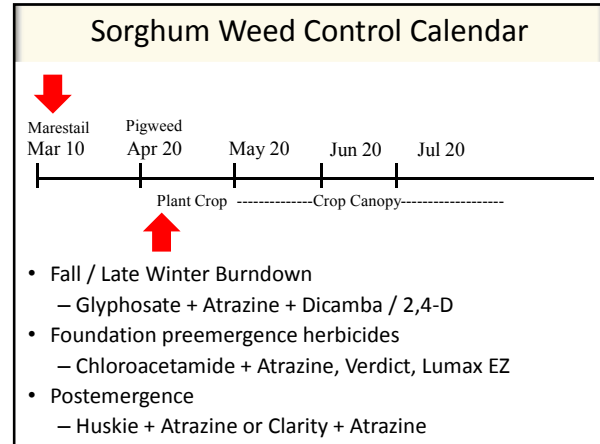 Sorghum Weed Control Calendar
Marestail Pigweed
Mar 10 Apr 20 May 20 Jun 20 Jul 20
Plant Crop --------------Crop Canopy-------------------
• Fall / Late Winter Burndown
– Glyphosate + Atrazine + Dicamba / 2,4-D
• Foundation preemergence herbicides
– Chloroacetamide + Atrazine, Verdict, Lumax EZ
• Postemergence
– Huskie + Atrazine or Clarity + Atrazine